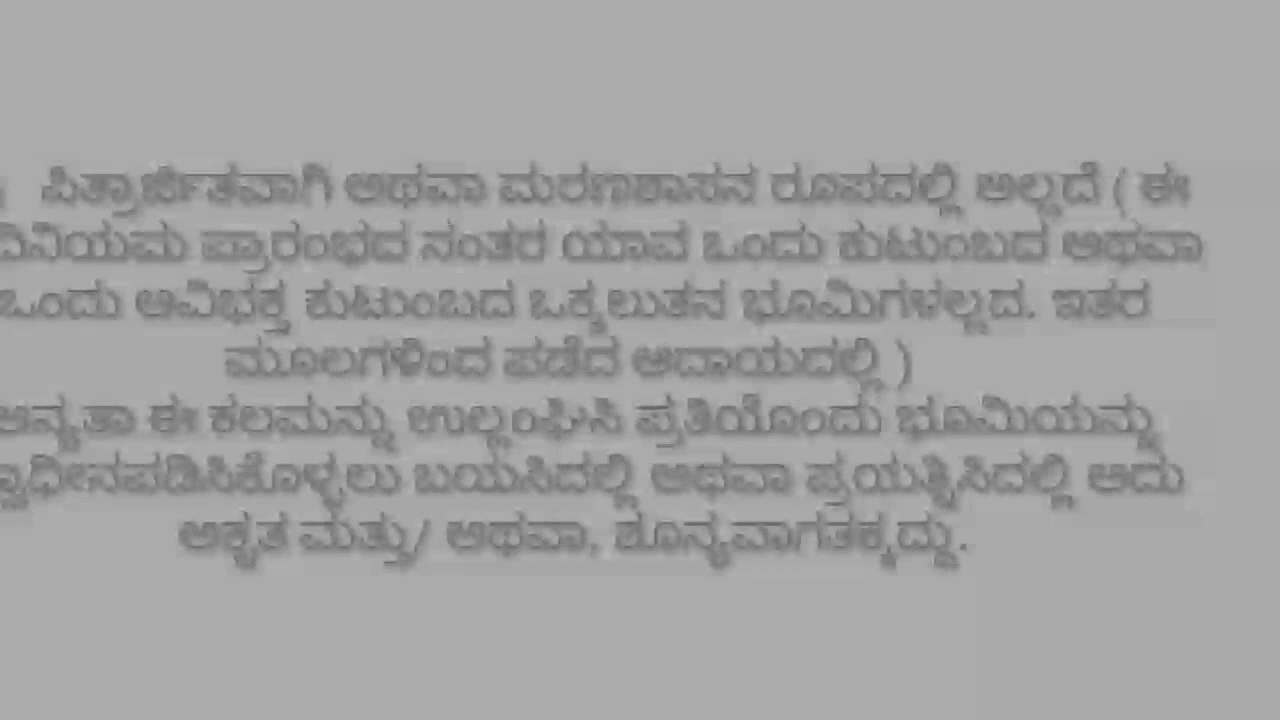 ಪಿತ್ರಾರ್ಜಿತವಾಗಿ ಅಥವಾ ಮರಣಶಾಸನ ರೂಪದಲ್ಲಿ ಅಲ್ಲದೆ ( ಈ
ದಿನಿಯಮ ಪ್ರಾರಂಭದ ನಂತರ ಯಾವ ಒಂದು ಕುಟುಂಬದ ಅಥವಾ
ಒಂದು ಅವಿಭಕ್ತ ಕುಟುಂಬದ ಒಕ್ಕಲುತನ ಭೂಮಿಗಳಲ್ಲದ. ಇತರ
ಮೂಲಗಳಿಂದ ಪಡೆದ ಆದಾಯದಲ್ಲಿ )
ಅನ್ಯತಾ ಈ ಕಲಮನ್ನು ಉಲ್ಲಂಘಿಸಿ ಪ್ರತಿಯೊಂದು ಭೂಮಿಯನ್ನು
ಸ್ವಾಧೀನಪಡಿಸಿಕೊಳ್ಳಲು ಬಯಸಿದಲ್ಲಿ ಅಥವಾ ಪ್ರಯತ್ನಿಸಿದಲ್ಲಿ ಅದು
ಅಕೃತ ಮತ್ತು/ ಅಥವಾ, ಶೂನ್ಯವಾಗತಕ್ಕದ್ದು.